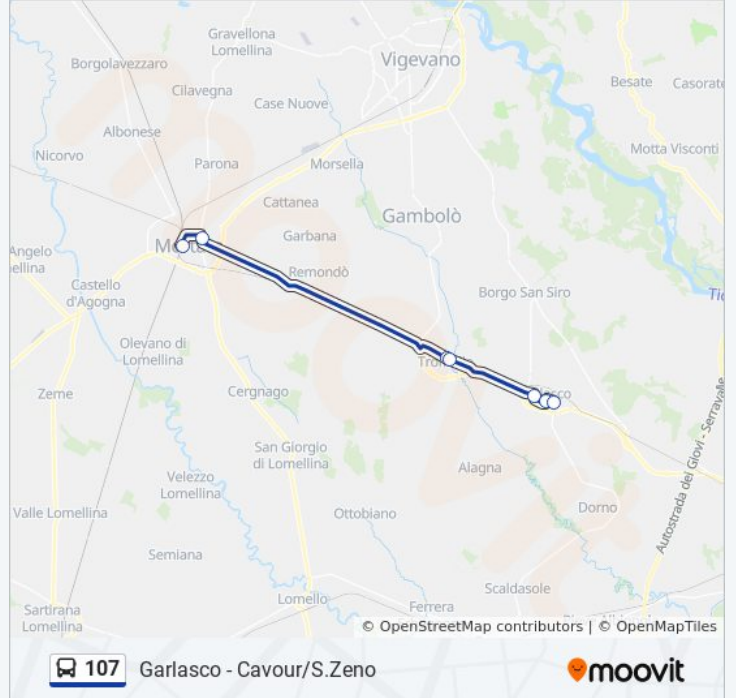 Gravellona
Lomellina
Borgolavezzaro
Vigevano
Cilavegna
Besate
Casorate
Case Nuove
Albonese
Motta Visconti
Nicorvo
Parona
Morsella
Cattanea
Gambolò
Garbana
Angelo
Remondò
Castello
d'Agogna
Borgo San Siro
Olevano di
Lomellina
Zeme
Cergnago
San Giorgio
di Lomellina
Alagna
Velezzo
Lomellina
Valle Lomellina
Ottobiano
Dorno
Autostrada dei Giovi - Serravalle
Semiana
Scaldasole
Lomello
Ferrera
Sartirana
Lomellina
© OpenStreetMap contributors | © OpenMapTiles
107 Garlasco - Cavour/S.Zeno
moovit